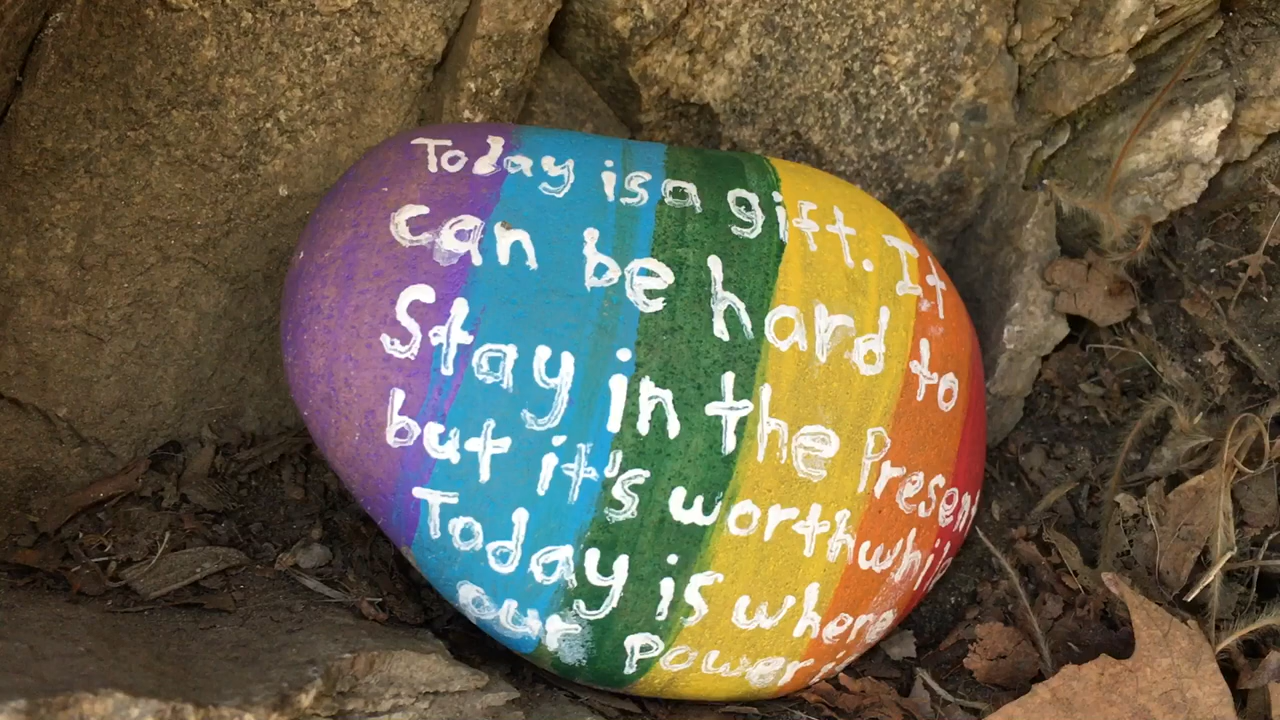 Today is a gift. It
can be hard to
Stay in the Present
but it's worthwhile
Today is where
our Power is